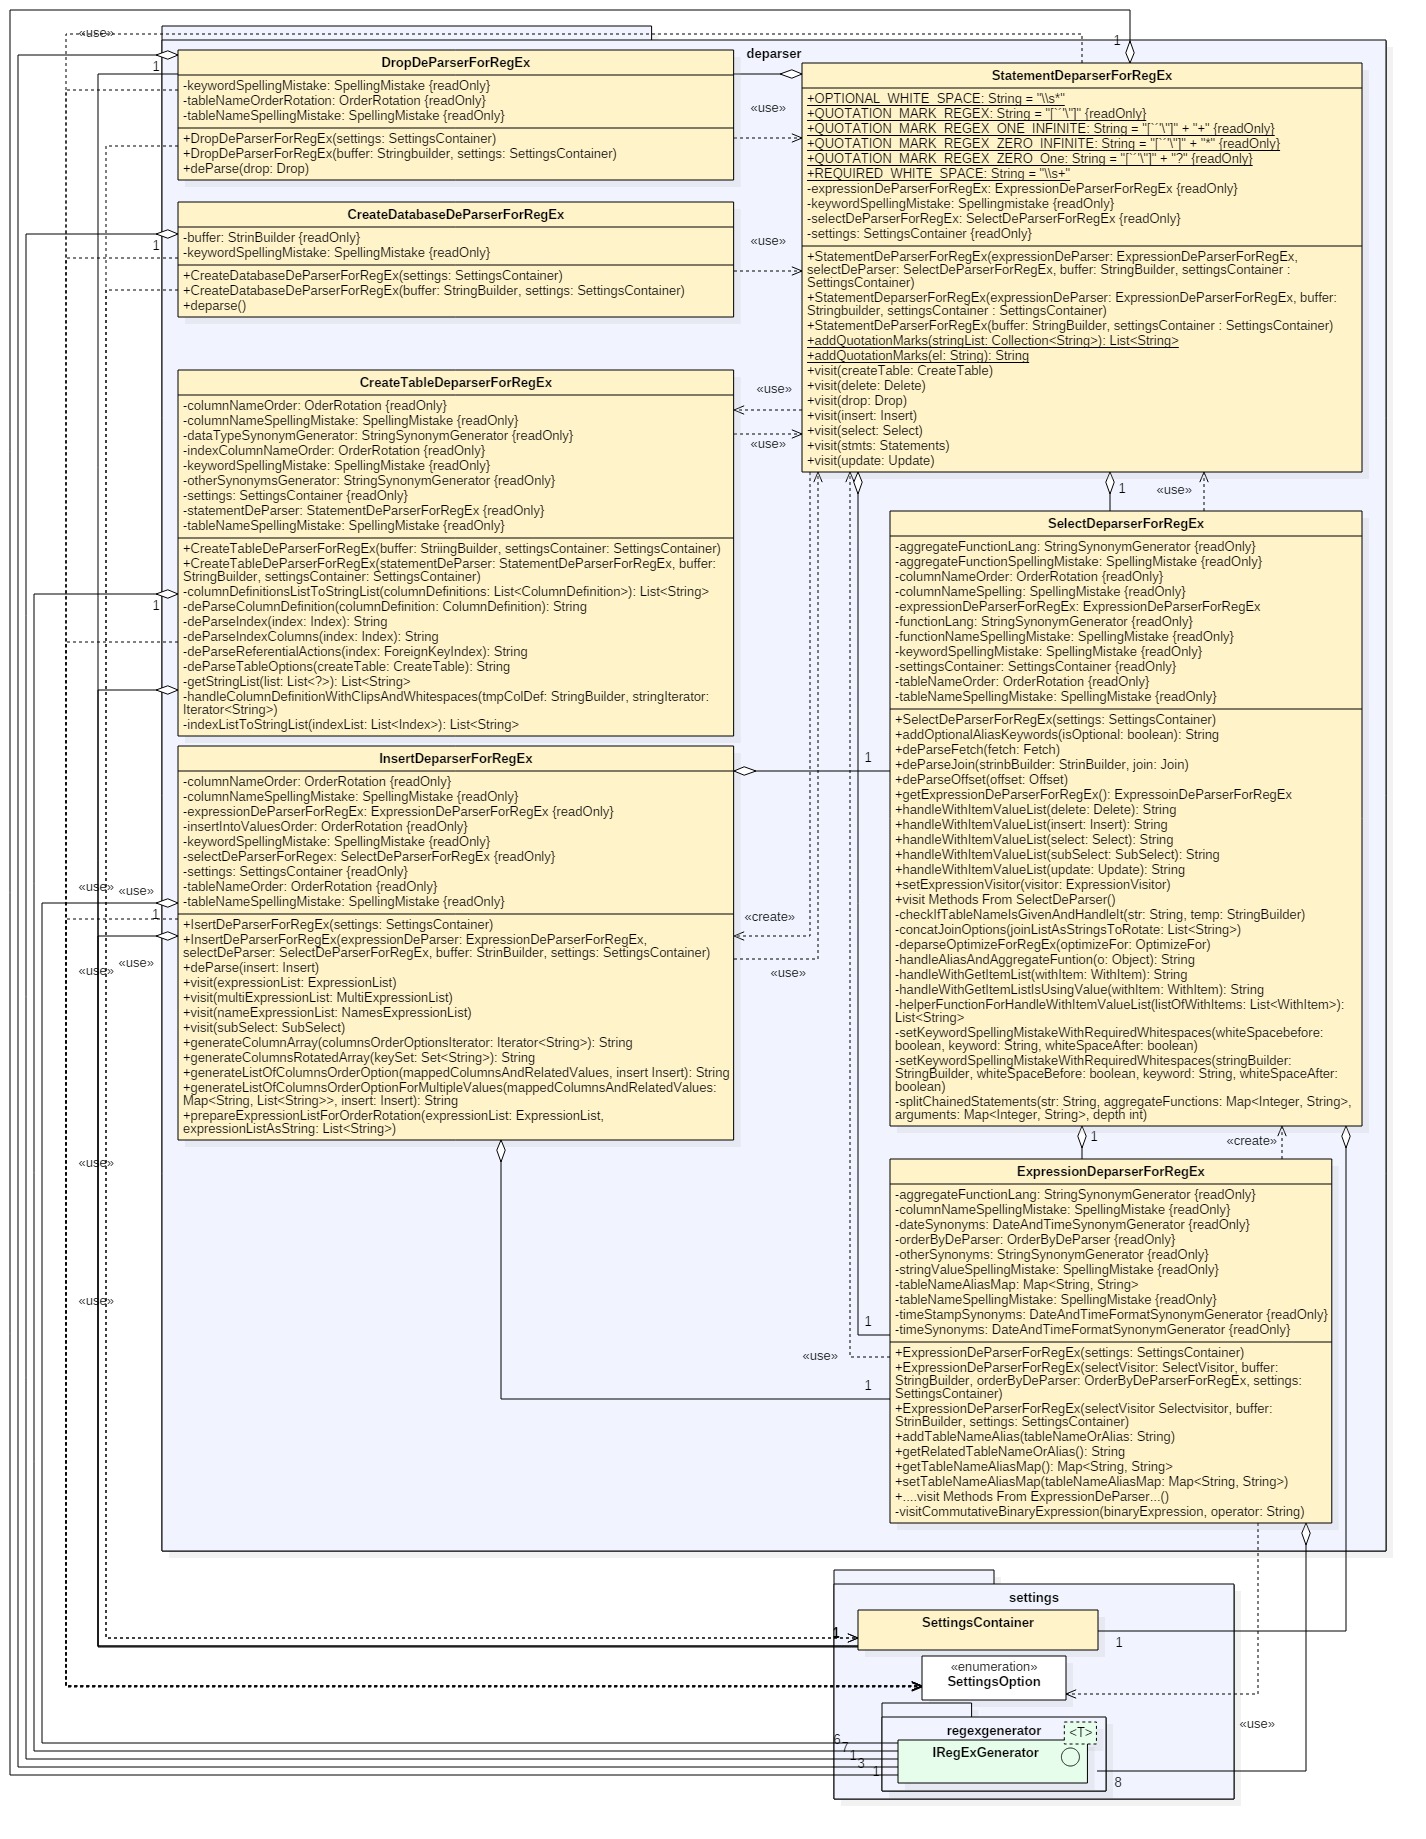 «use»
1
deparser
DropDeParserForRegEx
-keywordSpellingMistake: SpellingMistake {readOnly}
-tableNameOrderRotation: OrderRotation {readOnly}
-tableNameSpellingMistake: SpellingMistake {readOnly}
+DropDeParserForRegEx(settings: SettingsContainer)
+DropDeParserForRegEx(buffer: Stringbuilder, settings: SettingsContainer)
+deParse(drop: Drop)
1
«use»
StatementDeparserForRegEx
+OPTIONAL_WHITE_SPACE: String = "\\s*"
+QUOTATION_MARK_REGEX: String = "[`´'\"]" {readOnly}
+QUOTATION_MARK_REGEX_ONE_INFINITE: String = "[`´'\"]" + "+" {readOnly}
+QUOTATION_MARK_REGEX_ZERO_INFINITE: String = "[`´'\"]" + "*" {readOnly}
+QUOTATION_MARK_REGEX_ZERO_One: String = "[`´'\"]" + "?" {readOnly}
+REQUIRED_WHITE_SPACE: String = "\\s+"
-expressionDeParserForRegEx: ExpressionDeParserForRegEx {readOnly}
-keywordSpellingMistake: Spellingmistake {readOnly}
-selectDeParserForRegEx: SelectDeParserForRegEx {readOnly}
-settings: SettingsContainer {readOnly}
+StatementDeParserForRegEx(expressionDeParser: ExpressionDeParserForRegEx,
selectDeParser: SelectDeParserForRegEx, buffer: StringBuilder, settingsContainer :
SettingsContainer)
+StatementDeParserForRegEx(expressionDeParser: ExpressionDeParserForRegEx, buffer:
Stringbuilder, settingsContainer : SettingsContainer)
+StatementDeParserForRegEx(buffer: StringBuilder, settingsContainer : SettingsContainer)
+addQuotationMarks(stringList: Collection<String>): List<String>
+addQuotationMarks(el: String): String
+visit(createTable: CreateTable)
+visit(delete: Delete)
+visit(drop: Drop)
+visit(insert: Insert)
+visit(select: Select)
+visit(stmts: Statements)
+visit(update: Update)
CreateDatabaseDeParserForRegEx
-buffer: StrinBuilder {readOnly}
-keywordSpellingMistake: SpellingMistake {readOnly}
+CreateDatabaseDeParserForRegEx(settings: SettingsContainer)
+CreateDatabaseDeParserForRegEx(buffer: StringBuilder, settings: SettingsContainer)
+deparse()
1
«use»
CreateTableDeparserForRegEx
-columnNameOrder: OderRotation {readOnly}
-columnNameSpellingMistake: SpellingMistake {readOnly}
-dataTypeSynonymGenerator: StringSynonymGenerator {readOnly}
-indexColumnNameOrder: OrderRotation {readOnly}
-keywordSpellingMistake: SpellingMistake {readOnly}
-otherSynonymsGenerator: StringSynonymGenerator {readOnly}
-settings: SettingsContainer {readOnly}
-statementDeParser: StatementDeParserForRegEx {readOnly}
-tableNameSpellingMistake: SpellingMistake {readOnly}
+CreateTableDeParserForRegEx(buffer: StriingBuilder, settingsContainer: SettingsContainer)
+CreateTableDeParserForRegEx(statementDeParser: StatementDeParserForRegEx, buffer:
StringBuilder, settingsContainer: SettingsContainer)
-columnDefinitionsListToStringList(columnDefinitions: List<ColumnDefinition>): List<String>
-deParseColumnDefinition(columnDefinition: ColumnDefinition): String
-deParseIndex(index: Index): String
-deParseIndexColumns(index: Index): String
-deParseReferentialActions(index: ForeignKeyIndex): String
-deParseTableOptions(createTable: CreateTable): String
-getStringList(list: List<?>): List<String>
-handleColumnDefinitionWithClipsAndWhitespaces(tmpColDef: StringBuilder, stringIterator:
Iterator<String>)
-indexListToStringList(indexList: List<Index>): List<String>
1
«use»
«use»
1
«use»
SelectDeparserForRegEx
-aggregateFunctionLang: StringSynonymGenerator {readOnly}
-aggregateFunctionSpellingMistake: SpellingMistake {readOnly}
-columnNameOrder: OrderRotation {readOnly}
-columnNameSpelling: SpellingMistake {readOnly}
-expressionDeParserForRegEx: ExpressionDeParserForRegEx
-functionLang: StringSynonymGenerator {readOnly}
-functionNameSpellingMistake: SpellingMistake {readOnly}
-keywordSpellingMistake: SpellingMistake {readOnly}
-settingsContainer: SettingsContainer {readOnly}
-tableNameOrder: OrderRotation {readOnly}
-tableNameSpellingMistake: SpellingMistake {readOnly}
+SelectDeParserForRegEx(settings: SettingsContainer)
+addOptionalAliasKeywords(isOptional: boolean): String
+deParseFetch(fetch: Fetch)
+deParseJoin(strinbBuilder: StrinBuilder, join: Join)
+deParseOffset(offset: Offset)
+getExpressionDeParserForRegEx(): ExpressoinDeParserForRegEx
+handleWithItemValueList(delete: Delete): String
+handleWithItemValueList(insert: Insert): String
+handleWithItemValueList(select: Select): String
+handleWithItemValueList(subSelect: SubSelect): String
+handleWithItemValueList(update: Update): String
+setExpressionVisitor(visitor: ExpressionVisitor)
+visit Methods From SelectDeParser()
-checkIfTableNameIsGivenAndHandleIt(str: String, temp: StringBuilder)
-concatJoinOptions(joinListAsStringsToRotate: List<String>)
-deparseOptimizeForRegEx(optimizeFor: OptimizeFor)
-handleAliasAndAggregateFuntion(o: Object): String
-handleWithGetItemList(withItem: WithItem): String
-handleWithGetItemListIsUsingValue(withItem: WithItem): String
-helperFunctionForHandleWithItemValueList(listOfWithItems: List<WithItem>):
List<String>
-setKeywordSpellingMistakeWithRequiredWhitespaces(whiteSpacebefore:
boolean, keyword: String, whiteSpaceAfter: boolean)
-setKeywordSpellingMistakeWithRequiredWhitespaces(stringBuilder:
StringBuilder, whiteSpaceBefore: boolean, keyword: String, whiteSpaceAfter:
boolean)
-splitChainedStatements(str: String, aggregateFunctions: Map<Integer, String>,
arguments: Map<Integer, String>, depth int)
InsertDeparserForRegEx
-columnNameOrder: OrderRotation {readOnly}
-columnNameSpellingMistake: SpellingMistake {readOnly}
-expressionDeParserForRegEx: ExpressionDeParserForRegEx {readOnly}
-insertIntoValuesOrder: OrderRotation {readOnly}
-keywordSpellingMistake: SpellingMistake {readOnly}
-selectDeParserForRegex: SelectDeParserForRegEx {readOnly}
-settings: SettingsContainer {readOnly}
-tableNameOrder: OrderRotation {readOnly}
-tableNameSpellingMistake: SpellingMistake {readOnly}
+IsertDeParserForRegEx(settings: SettingsContainer)
+InsertDeParserForRegEx(expressionDeParser: ExpressionDeParserForRegEx,
selectDeParser: SelectDeParserForRegEx, buffer: StrinBuilder, settings: SettingsContainer)
+deParse(insert: Insert)
+visit(expressionList: ExpressionList)
+visit(multiExpressionList: MultiExpressionList)
+visit(nameExpressionList: NamesExpressionList)
+visit(subSelect: SubSelect)
+generateColumnArray(columnsOrderOptionsIterator: Iterator<String>): String
+generateColumnsRotatedArray(keySet: Set<String>): String
+generateListOfColumnsOrderOption(mappedColumnsAndRelatedValues, insert Insert): String
+generateListOfColumnsOrderOptionForMultipleValues(mappedColumnsAndRelatedValues:
Map<String, List<String>>, insert: Insert): String
+prepareExpressionListForOrderRotation(expressionList: ExpressionList,
expressionListAsString: List<String>)
1
«use»
«use»
1
«create»
«use»
«use»
«use»
«use»
«use»
1
«create»
ExpressionDeparserForRegEx
-aggregateFunctionLang: StringSynonymGenerator {readOnly}
-columnNameSpellingMistake: SpellingMistake {readOnly}
-dateSynonyms: DateAndTimeSynonymGenerator {readOnly}
-orderByDeParser: OrderByDeParser {readOnly}
-otherSynonyms: StringSynonymGenerator {readOnly}
-stringValueSpellingMistake: SpellingMistake {readOnly}
-tableNameAliasMap: Map<String, String>
-tableNameSpellingMistake: SpellingMistake {readOnly}
-timeStampSynonyms: DateAndTimeFormatSynonymGenerator {readOnly}
-timeSynonyms: DateAndTimeFormatSynonymGenerator {readOnly}
+ExpressionDeParserForRegEx(settings: SettingsContainer)
+ExpressionDeParserForRegEx(selectVisitor: SelectVisitor, buffer:
StringBuilder, orderByDeParser: OrderByDeParserForRegEx, settings:
SettingsContainer)
+ExpressionDeParserForRegEx(selectVisitor Selectvisitor, buffer:
StrinBuilder, settings: SettingsContainer)
+addTableNameAlias(tableNameOrAlias: String)
+getRelatedTableNameOrAlias(): String
+getTableNameAliasMap(): Map<String, String>
+setTableNameAliasMap(tableNameAliasMap: Map<String, String>)
+....visit Methods From ExpressionDeParser...()
-visitCommutativeBinaryExpression(binaryExpression, operator: String)
1
«use»
1
settings
SettingsContainer
1
1
«enumeration»
SettingsOption
«use»
regexgenerator
<T>
IRegExGenerator
6
7
1
3
1
8